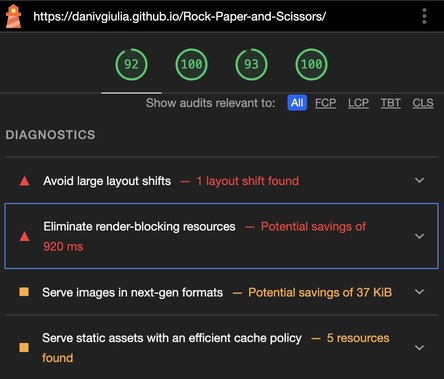 https://danivgiulia.github.io/Rock-Paper-and-Scissors/
92 100 93 100
Show audits relevant to: All FCP LCP TBT CLS
DIAGNOSTICS
Avoid large layout shifts — 1 layout shift found
Eliminate render-blocking resources — Potential savings of
920 ms
Serve images in next-gen formats — Potential savings of 37 KiB
Serve static assets with an efficient cache policy — 5 resources
found